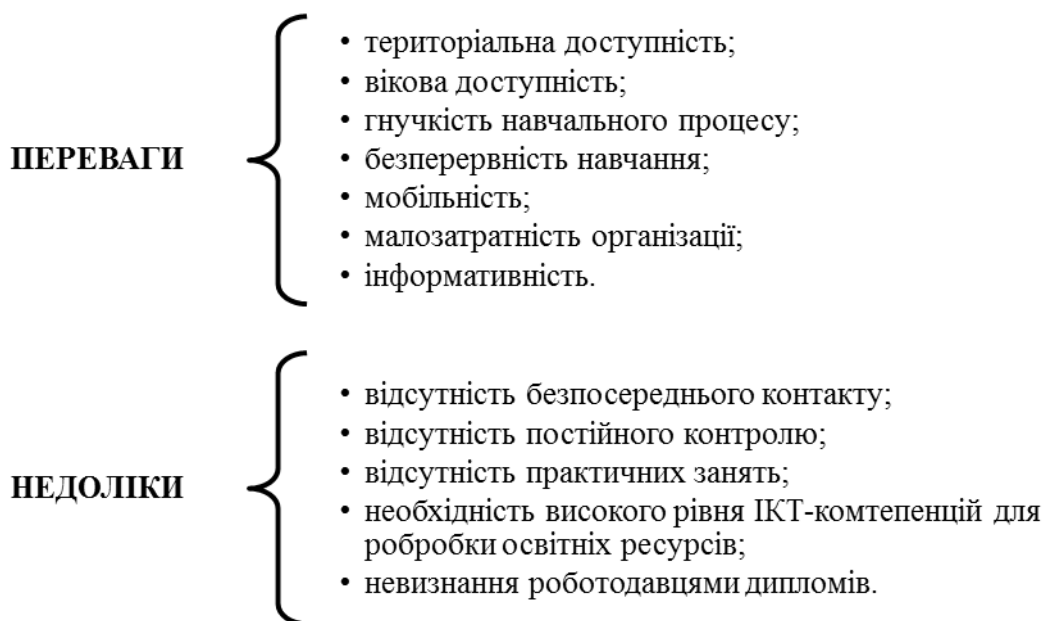 ПЕРЕВАГИ
• територіальна доступність;
• вікова доступність;
• гнучкість навчального процесу;
• безперервність навчання;
• мобільність;
• малозатратність організації;
• інформативність.
НЕДОЛІКИ
• відсутність безпосереднього контакту;
• відсутність постійного контролю;
• відсутність практичних занять;
• необхідність високого рівня ІКТ-комтепенцій для
робробки освітніх ресурсів;
• невизнання роботодавцями дипломів.